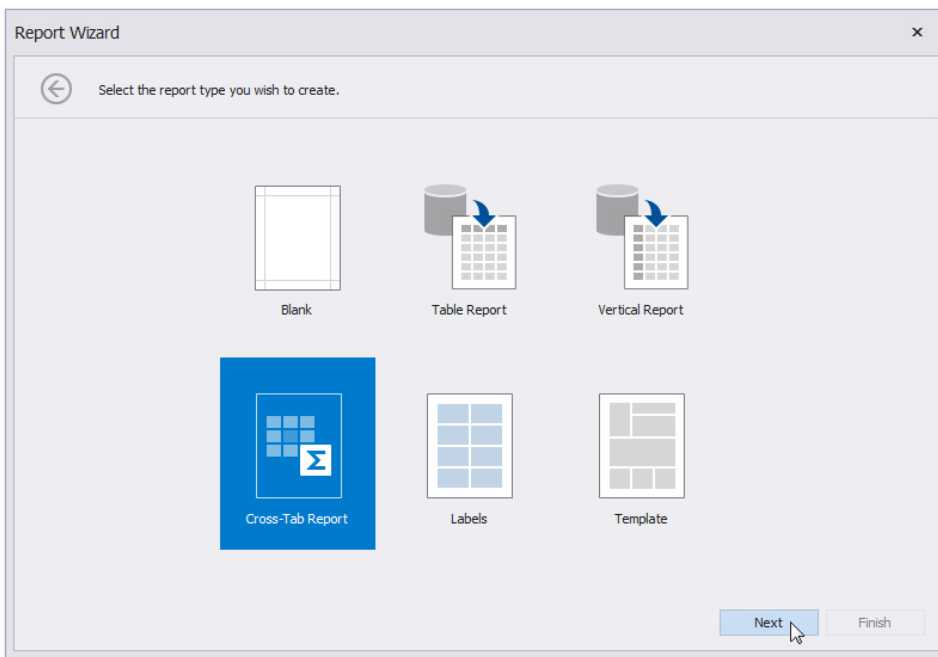 Report Wizard
Select the report type you wish to create.
Blank
Table Report
Vertical Report
Cross-Tab Report
Labels
Template
Next
Finish